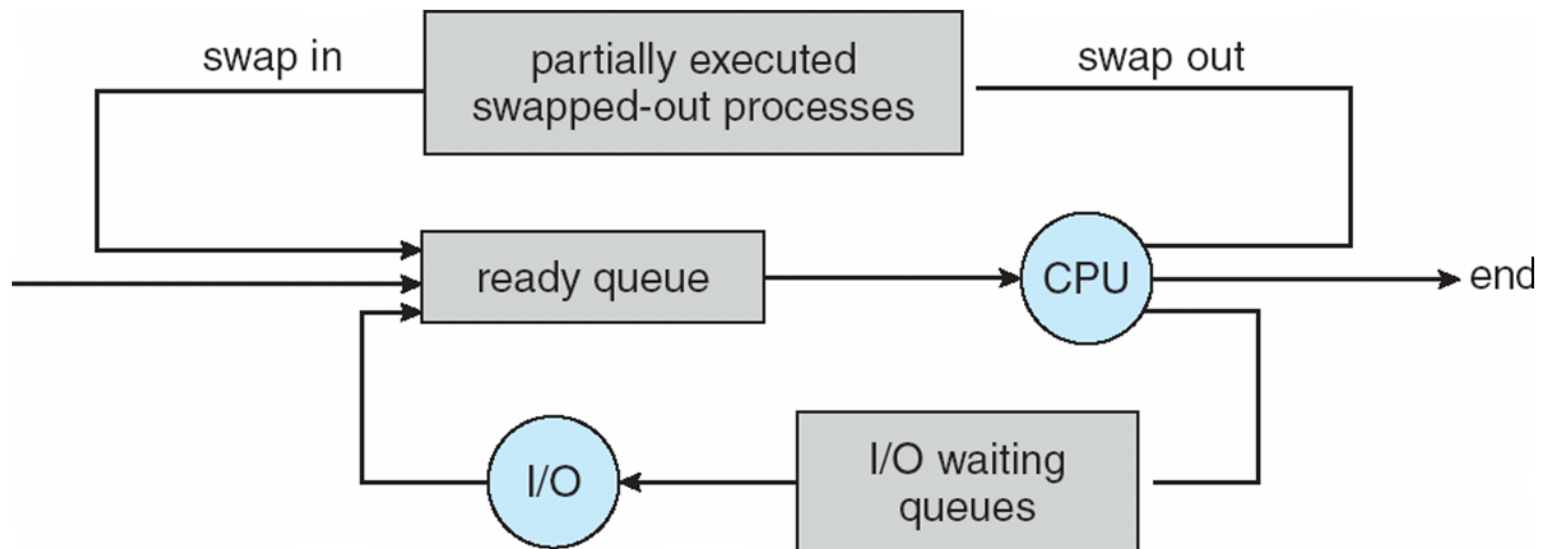 swap in
partially executed
swapped-out processes
swap out
ready queue
CPU
end
I/O
I/O waiting
queues